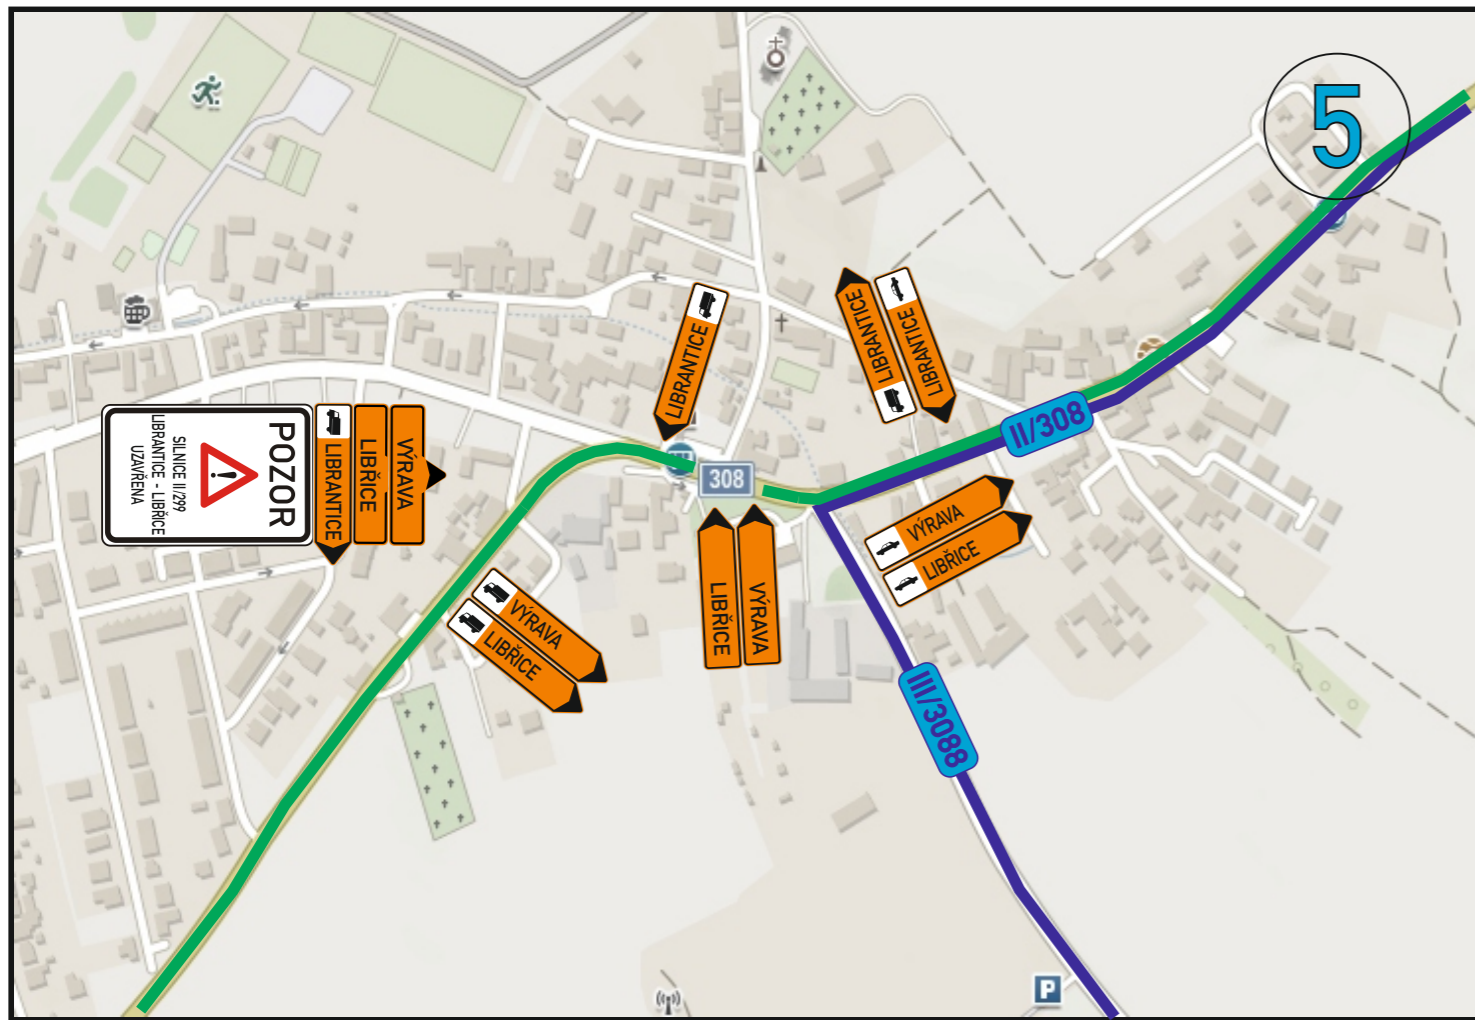 5
LIBRANTICE
LIBRANTICE
LIBRANTICE
II/308
308
POZOR
SILNICE II/299
LIBRANTICE - LIBŘICE
UZAVŘENA
LIBRANTICE
LIBŘICE
VÝRAVA
VÝRAVA
LIBŘICE
LIBŘICE
VÝRAVA
VÝRAVA
LIBŘICE
III/3088
P